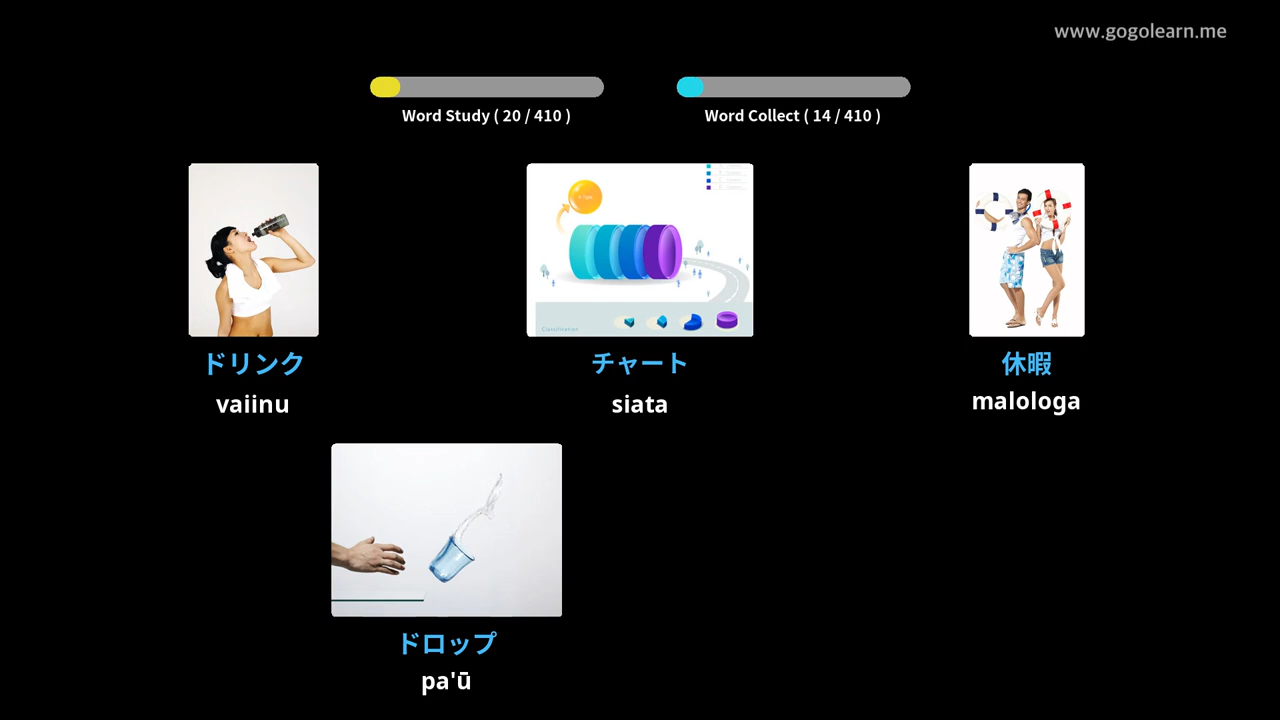 www.gogolearn.me
Word Study ( 20 / 410 )
Word Collect ( 14 / 410 )
Classification
ドリンク
チャート
休暇
vaiinu
siata
malologa
ドロップ
pa'ū